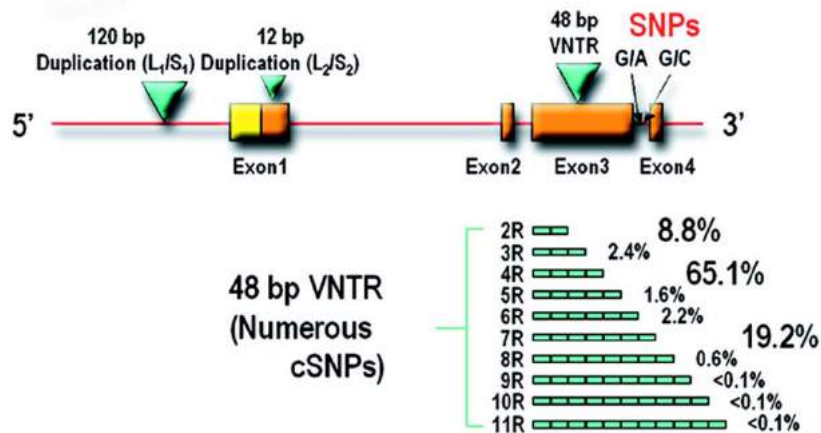 120 bp
Duplication (L1/S1)
12 bp
Duplication (L2/S2)
48 bp
VNTR
SNPs
G/A G/C
5’
3’
Exon1
Exon2
Exon3
Exon4
48 bp VNTR
(Numerous
cSNPs)
2R 8.8%
3R 2.4%
4R 65.1%
5R 1.6%
6R 2.2%
7R 19.2%
8R 0.6%
9R <0.1%
10R <0.1%
11R <0.1%